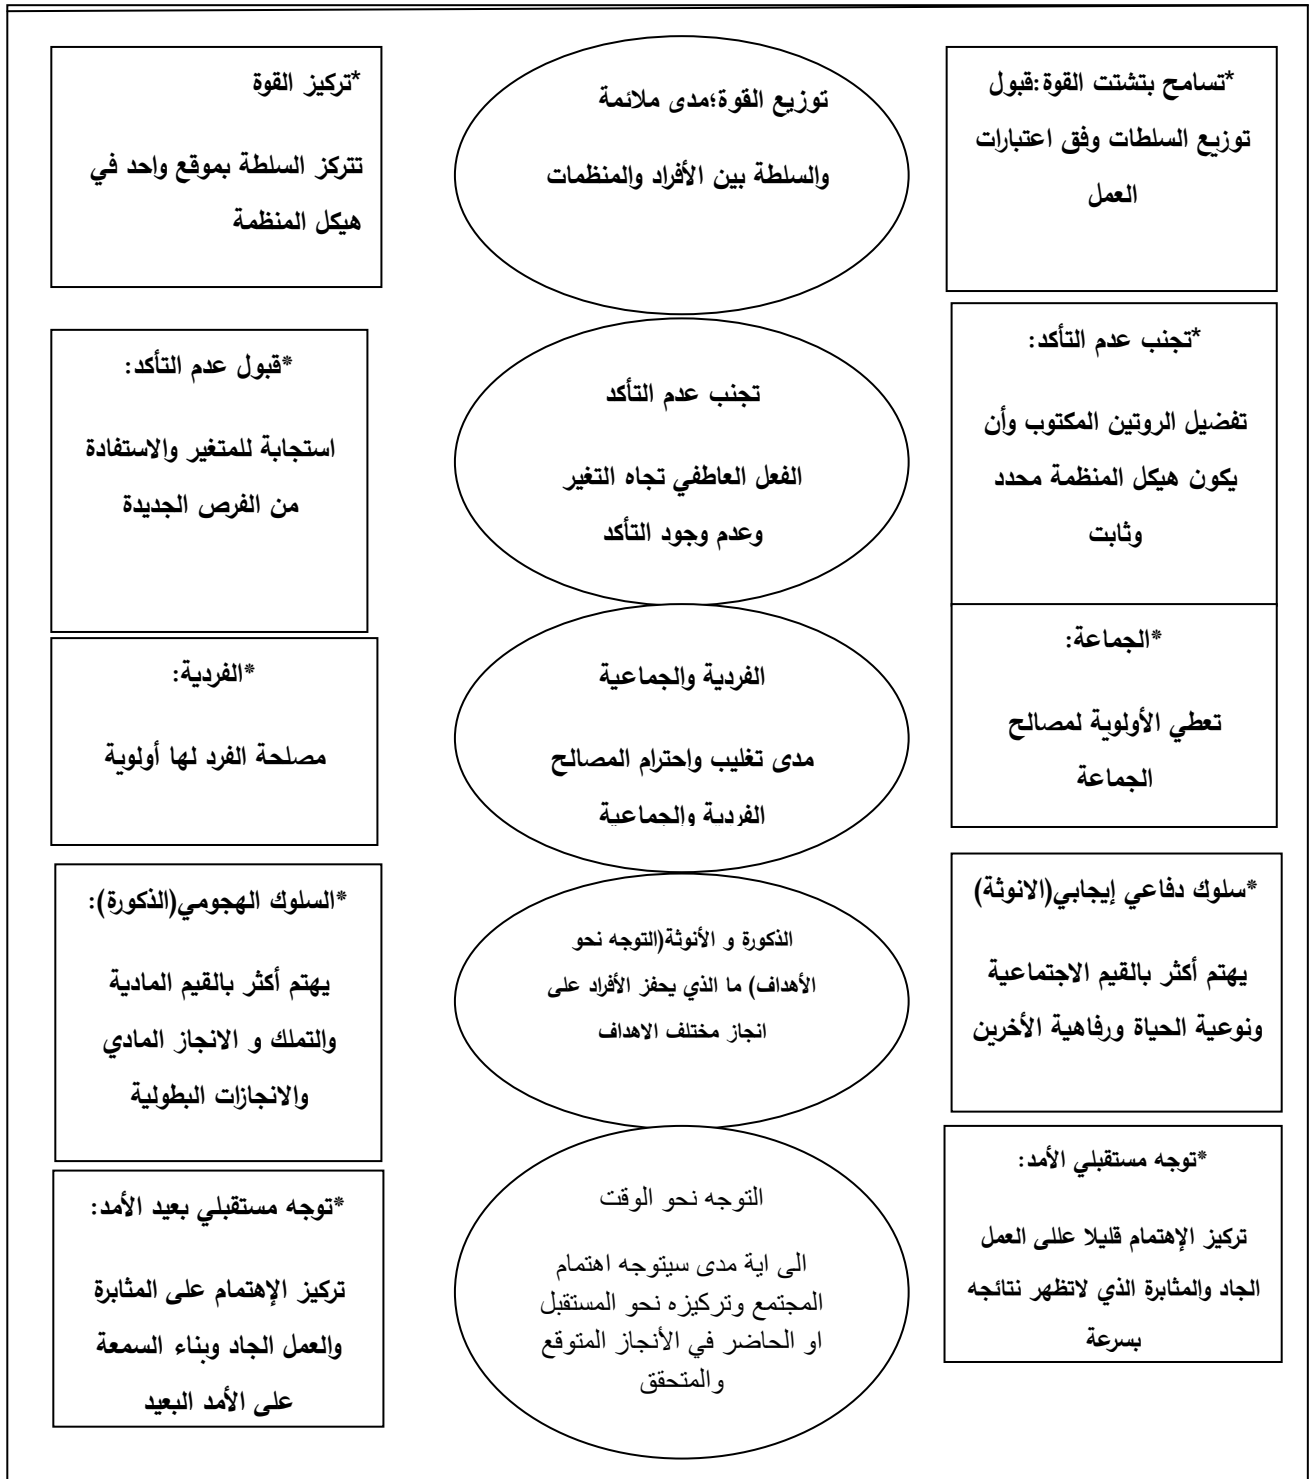 *تسامح بتشتت القوة:قبول
توزيع السلطات وفق اعتبارات
العمل
توزيع القوة؛مدى ملائمة
والسلطة بين الأفراد والمنظمات
*تركيز القوة
تتركز السلطة بموقع واحد في
هيكل المنظمة
*تجنب عدم التأكد:
تفضيل الروتين المكتوب وأن
يكون هيكل المنظمة محدد
وثابت
تجنب عدم التأكد
الفعل العاطفي تجاه التغير
وعدم وجود التأكد
*قبول عدم التأكد:
استجابة للمتغير والاستفادة
من الفرص الجديدة
*الجماعة:
تعطي الأولوية لمصالح
الجماعة
الفردية والجماعية
مدى تغليب واحترام المصالح
الفردية والجماعية
*الفردية:
مصلحة الفرد لها أولوية
*سلوك دفاعي إيجابي(الانوثة)
يهتم أكثر بالقيم الاجتماعية
ونوعية الحياة ورفاهية الأخرين
الذكورة و الأنوثة(التوجه نحو
الأهداف) ما الذي يحفز الأفراد على
انجاز مختلف الاهداف
*السلوك الهجومي(الذكورة):
يهتم أكثر بالقيم المادية
والتملك و الانجاز المادي
والانجازات البطولية
*توجه مستقبلي الأمد:
تركيز الإهتمام قليلا عللى العمل
الجاد والمثابرة الذي لاتظهر نتائجه
بسرعة
التوجه نحو الوقت
الى اية مدى سيتوجه اهتمام
المجتمع وتركيزه نحو المستقبل
او الحاضر في الأنجاز المتوقع
والمتحقق
*توجه مستقبلي بعيد الأمد:
تركيز الإهتمام على المثابرة
والعمل الجاد وبناء السمعة
على الأمد البعيد